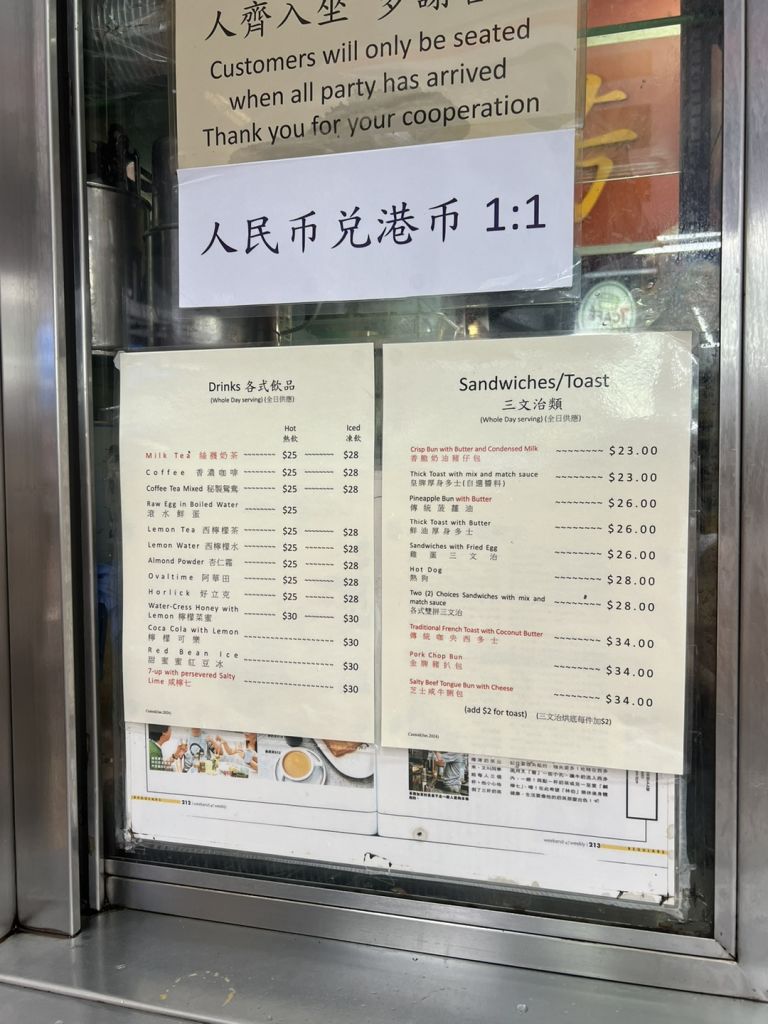 人齊入坐 多謝
Customers will only be seated
when all party has arrived
Thank you for your cooperation
人民币兑港币 1:1
Drinks 各式飲品
(Whole Day serving) (全日供應)
Hot Iced
熱飲 凍飲
Milk Tea 絲襪奶茶 ~~~~~~~~ $25 ~~~~~~~ $28
Coffee 香濃咖啡 ~~~~~~~~ $25 ~~~~~~~ $28
Coffee Tea Mixed 秘製鴛鴦 ~~~~~~~~ $25 ~~~~~~~ $28
Raw Egg in Boiled Water
滾水鮮蛋 ~~~~~~~~ $25
Lemon Tea 西檸檬茶 ~~~~~~~~ $25 ~~~~~~~ $28
Lemon Water 西檸檬水 ~~~~~~~~ $25 ~~~~~~~ $28
Almond Powder 杏仁霜 ~~~~~~~~ $25 ~~~~~~~ $28
Ovaltime 阿華田 ~~~~~~~~ $25 ~~~~~~~ $28
Horlick 好立克 ~~~~~~~~ $25 ~~~~~~~ $28
Water-Cress Honey with
Lemon 檸檬菜蜜 ~~~~~~~~ $30 ~~~~~~~ $30
Coca Cola with Lemon
檸檬可樂 ~~~~~~~~~~~~~~~~~~~~~~ $30
Red Bean Ice
甜蜜蜜紅豆冰 ~~~~~~~~~~~~~~~~~~~~~~ $30
7-up with persevered Salty
Lime 咸檸七 ~~~~~~~~~~~~~~~~~~~~~~ $30
Central(Jan.2024)
Sandwiches/Toast
三文治類
(Whole Day serving) (全日供應)
Crisp Bun with Butter and Condensed Milk
香脆奶油豬仔包 ~~~~~~~~ $23.00
Thick Toast with mix and match sauce
皇牌厚身多士(自選醬料) ~~~~~~~~ $23.00
Pineapple Bun with Butter
傳統菠蘿油 ~~~~~~~~ $26.00
Thick Toast with Butter
鮮油厚多士 ~~~~~~~~ $26.00
Sandwiches with Fried Egg
雞蛋三文治 ~~~~~~~~ $26.00
Hot Dog
熱狗 ~~~~~~~~ $28.00
Two (2) Choices Sandwiches with mix and
match sauce
各式雙拼三文治 ~~~~~~~~ $28.00
Traditional French Toast with Coconut Butter
傳統咖央西多士 ~~~~~~~~ $34.00
Pork Chop Bun
金牌豬扒包 ~~~~~~~~ $34.00
Salty Beef Tongue Bun with Cheese
芝士咸牛脷包 ~~~~~~~~ $34.00
(add $2 for toast) (三文治烘底每件加$2)
Central(Jan.2024)
212 | weekend weekly
weekend weekly | 213